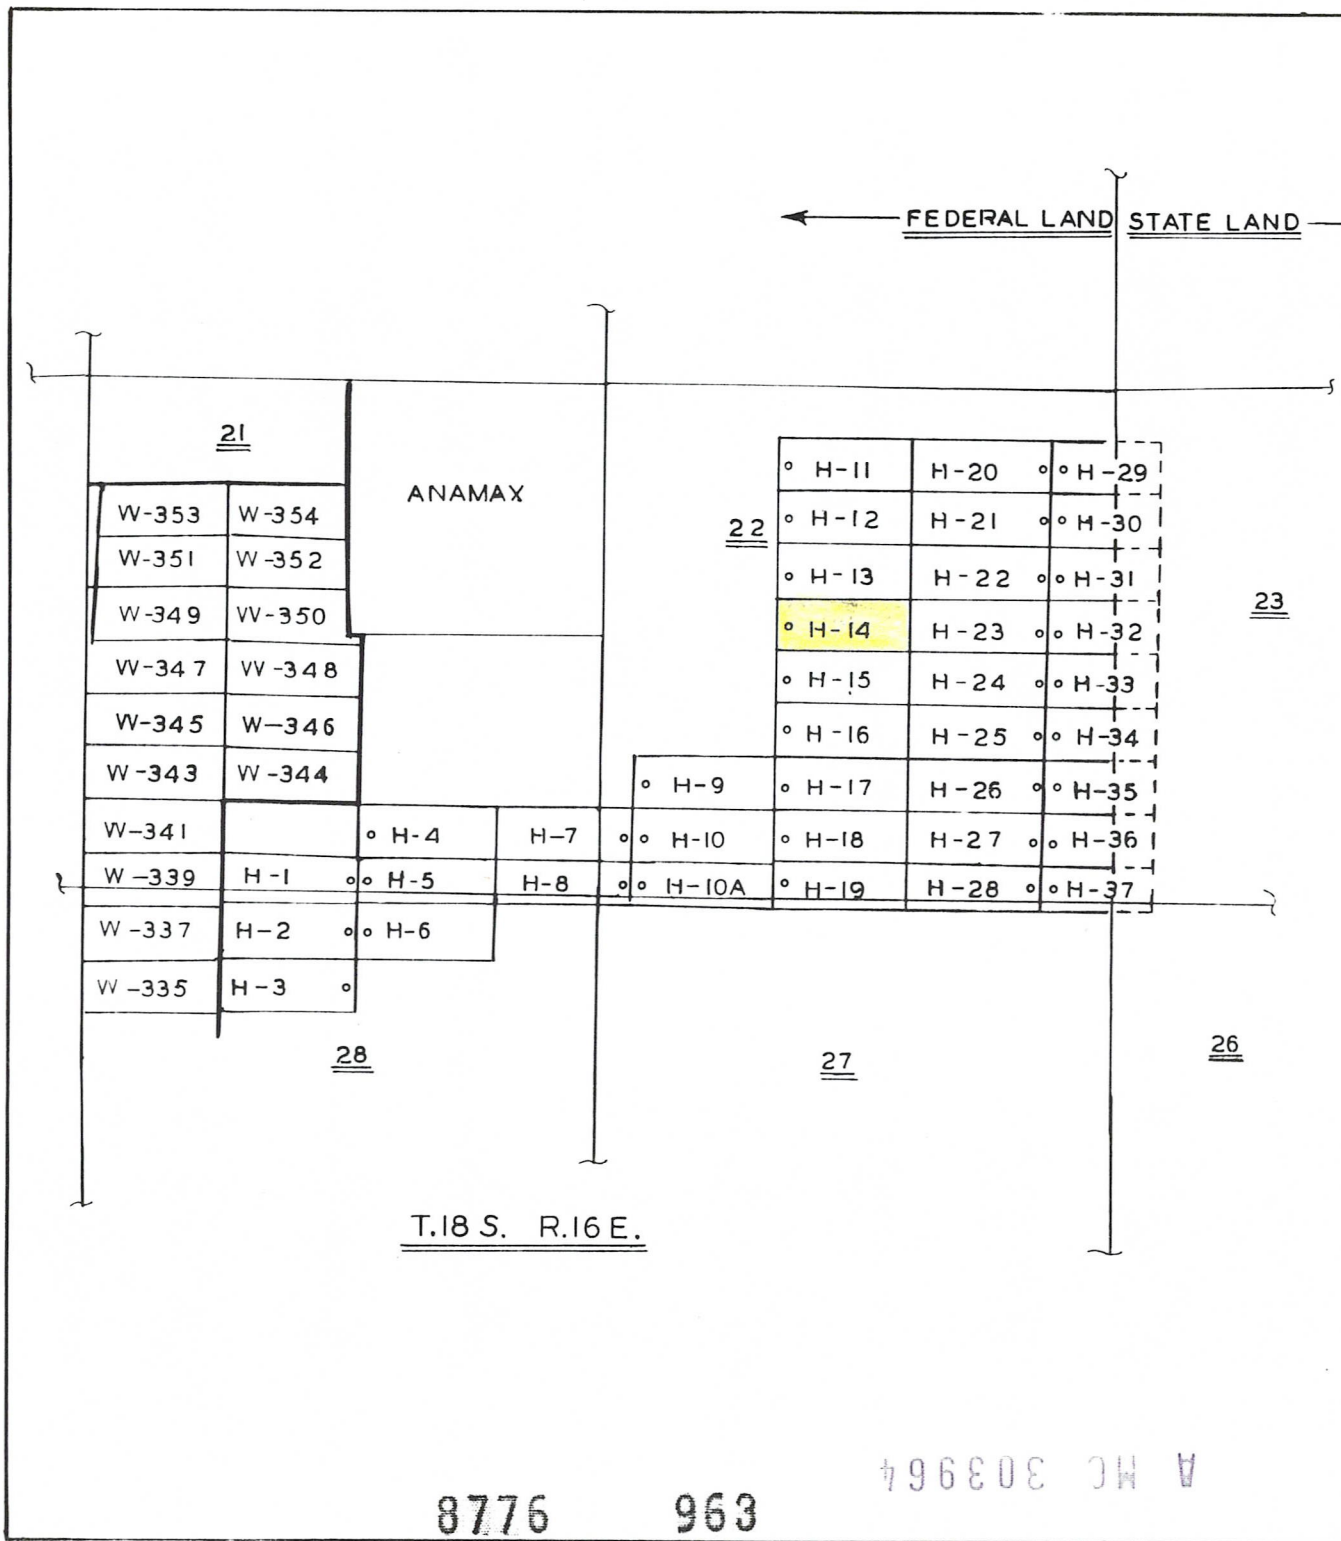 FEDERAL LAND STATE LAND
21
ANAMAX
22
23
W-353 W-354
W-351 W-352
W-349 W-350
W-347 W-348
W-345 W-346
W-343 W-344
W-341
W-339
W-337
W-335
H-1
H-2
H-3
H-4
H-5
H-6
H-7
H-8
H-9
H-10
H-10A
H-11 H-20 H-29
H-12 H-21 H-30
H-13 H-22 H-31
H-14 H-23 H-32
H-15 H-24 H-33
H-16 H-25 H-34
H-17 H-26 H-35
H-18 H-27 H-36
H-19 H-28 H-37
28
27
26
T.18 S. R.16 E.
A MC 303964
8776 963